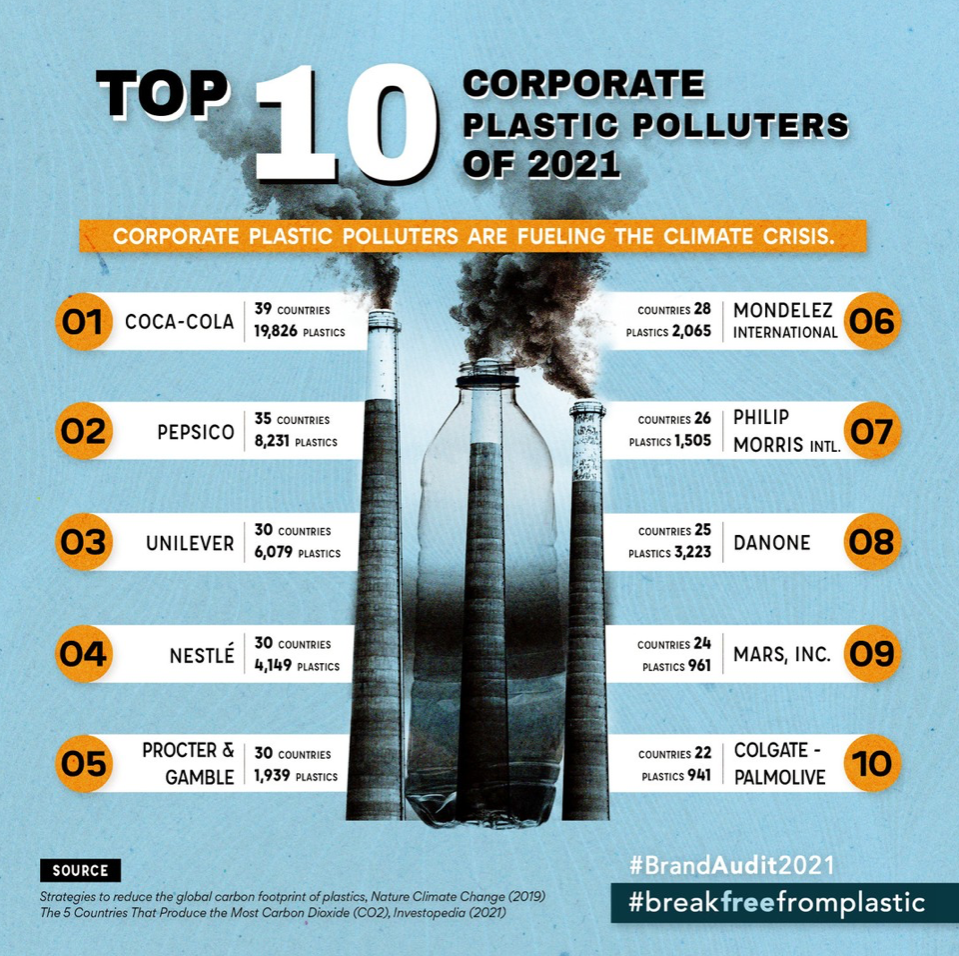 TOP 10
CORPORATE
PLASTIC POLLUTERS
OF 2021
CORPORATE PLASTIC POLLUTERS ARE FUELING THE CLIMATE CRISIS.
01
COCA-COLA
39 COUNTRIES
19,826 PLASTICS
02
PEPSICO
35 COUNTRIES
8,231 PLASTICS
03
UNILEVER
30 COUNTRIES
6,079 PLASTICS
04
NESTLÉ
30 COUNTRIES
4,149 PLASTICS
05
PROCTER &
GAMBLE
30 COUNTRIES
1,939 PLASTICS
COUNTRIES 28
PLASTICS 2,065
MONDELEZ
INTERNATIONAL
06
COUNTRIES 26
PLASTICS 1,505
PHILIP
MORRIS INTL.
07
COUNTRIES 25
PLASTICS 3,223
DANONE
08
COUNTRIES 24
PLASTICS 961
MARS, INC.
09
COUNTRIES 22
PLASTICS 941
COLGATE -
PALMOLIVE
10
SOURCE
Strategies to reduce the global carbon footprint of plastics, Nature Climate Change (2019)
The 5 Countries That Produce the Most Carbon Dioxide (CO2), Investopedia (2021)
#BrandAudit2021
#breakfreefromplastic